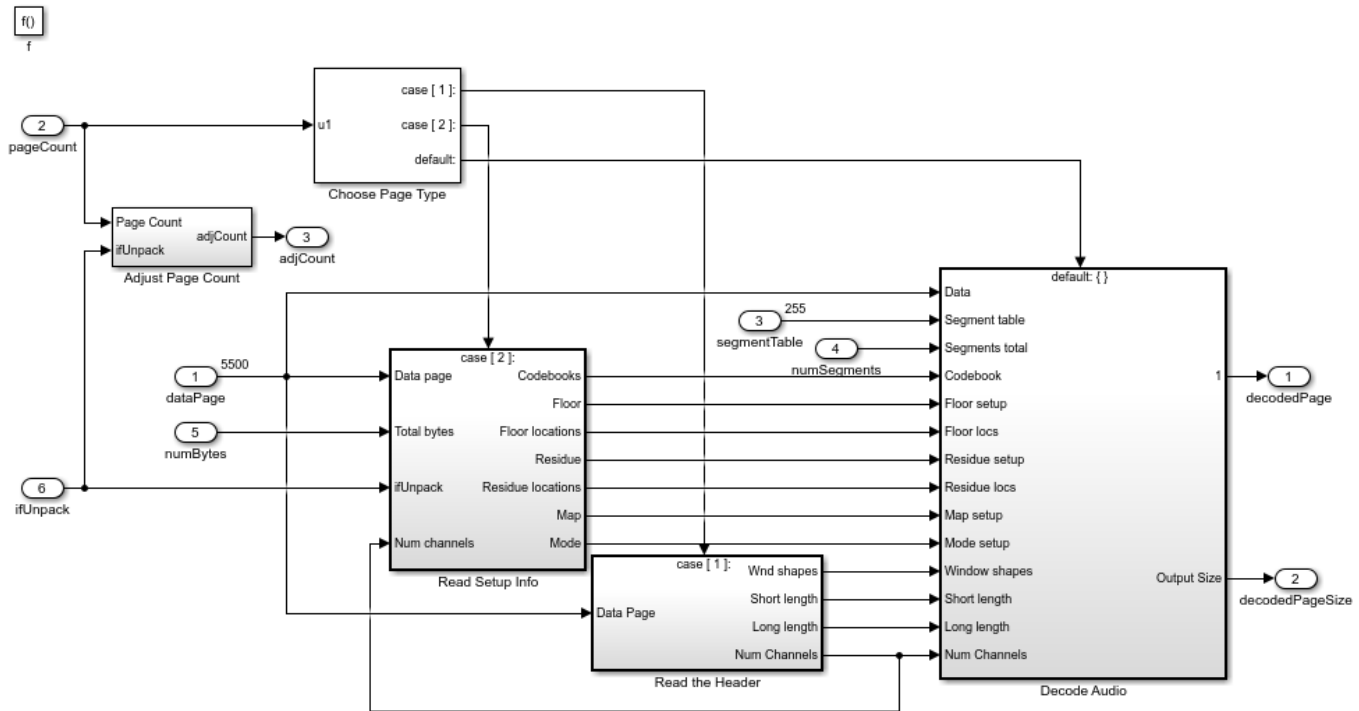 f()
f
2
pageCount
u1
case [ 1 ]:
case [ 2 ]:
default:
Choose Page Type
Page Count
ifUnpack
adjCount
Adjust Page Count
3
adjCount
1
dataPage
5500
5
numBytes
6
ifUnpack
case [ 2 ]:
Data page
Total bytes
ifUnpack
Num channels
Codebooks
Floor
Floor locations
Residue
Residue locations
Map
Mode
Read Setup Info
case [ 1 ]:
Data Page
Wnd shapes
Short length
Long length
Num Channels
Read the Header
3
segmentTable
255
4
numSegments
default: { }
Data
Segment table
Segments total
Codebook
Floor setup
Floor locs
Residue setup
Residue locs
Map setup
Mode setup
Window shapes
Short length
Long length
Num Channels
1
Output Size
Decode Audio
1
decodedPage
2
decodedPageSize